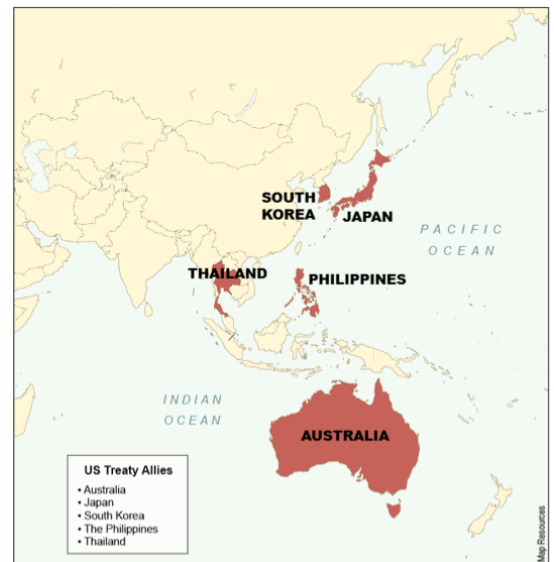 SOUTH
KOREA
JAPAN
PACIFIC
OCEAN
THAILAND
PHILIPPINES
INDIAN
OCEAN
AUSTRALIA
US Treaty Allies
• Australia
• Japan
• South Korea
• The Philippines
• Thailand
Map Resources